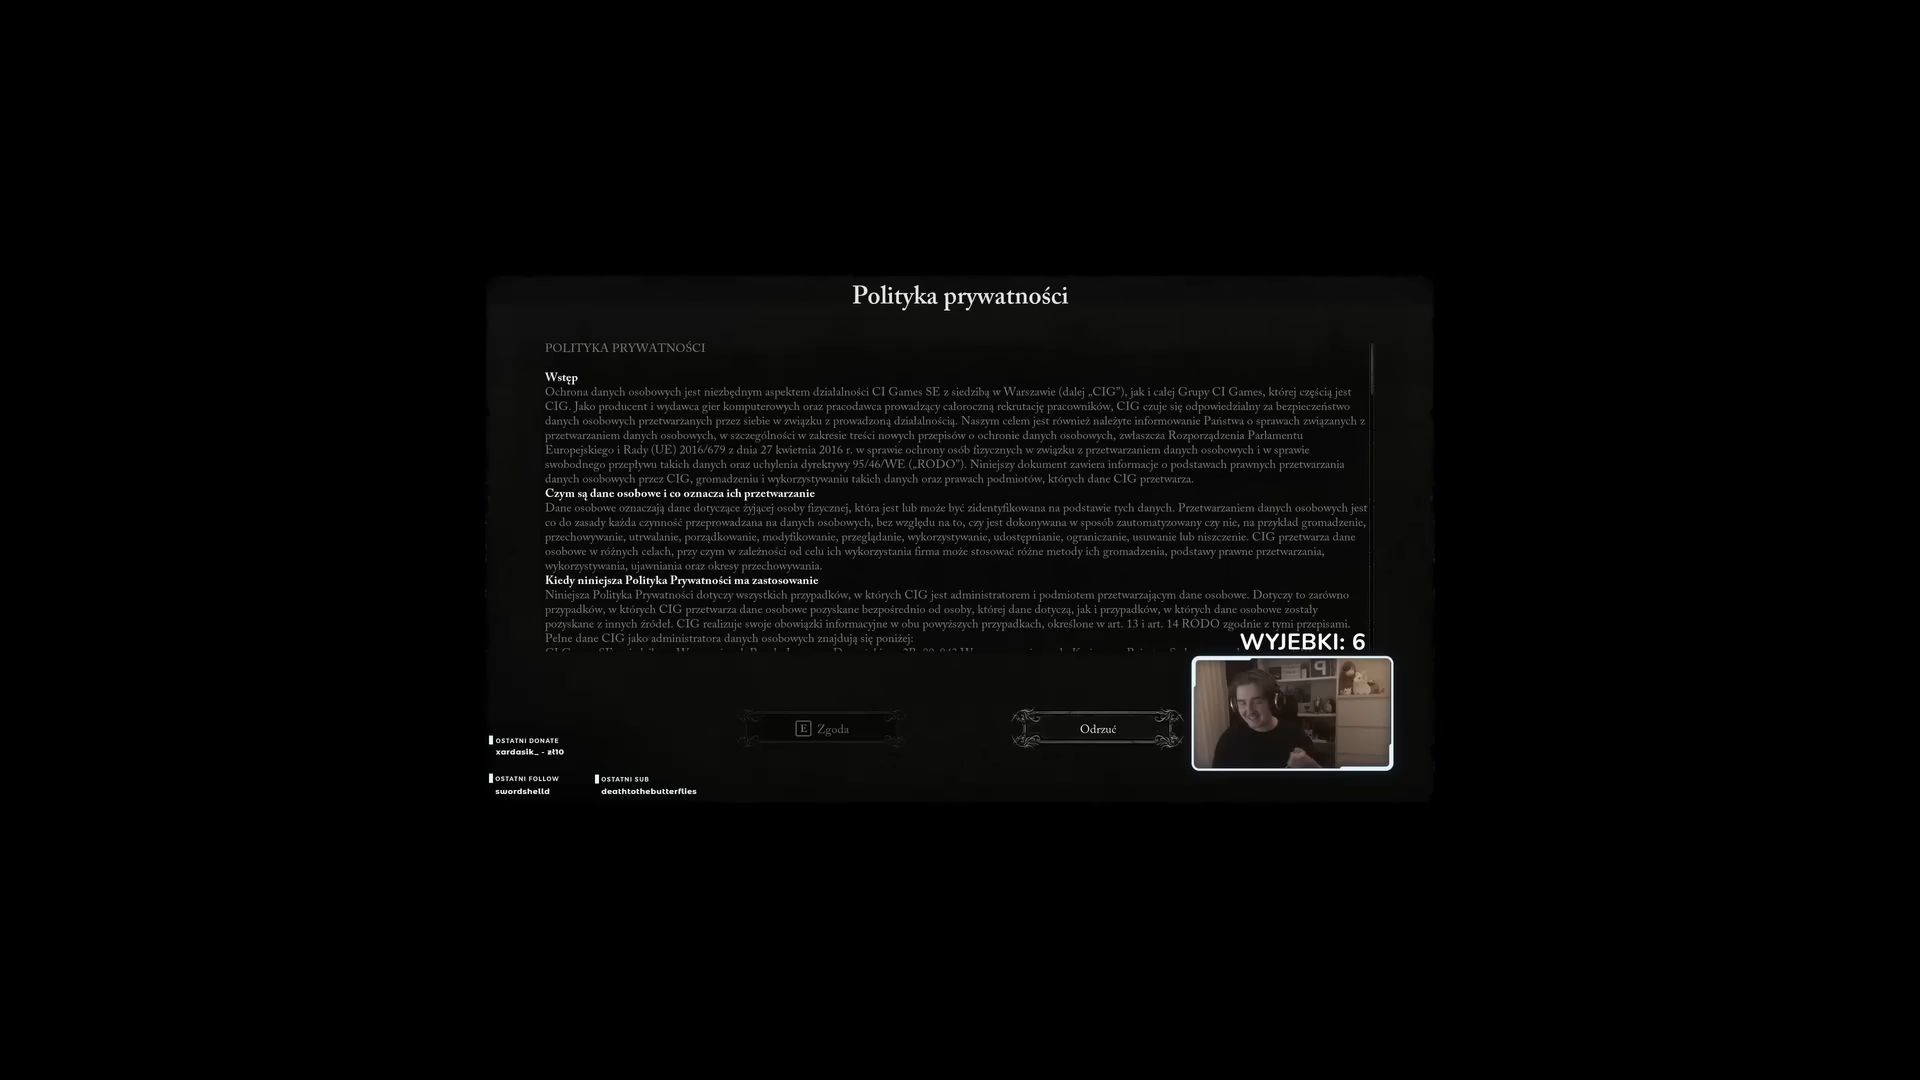 Polityka prywatności
POLITYKA PRYWATNOŚCI
Wstęp
Ochrona danych osobowych jest niezbędnym aspektem działalności CI Games SE z siedzibą w Warszawie (dalej „CIG”), jak i całej Grupy CI Games, której częścią jest
CIG. Jako producent i wydawca gier komputerowych oraz pracodawca prowadzący całoroczną rekrutację pracowników, CIG czuje się odpowiedzialny za bezpieczeństwo
danych osobowych przetwarzanych przez siebie w związku z prowadzoną działalnością. Naszym celem jest również należyte informowanie Państwa o sprawach związanych z
przetwarzaniem danych osobowych, w szczególności w zakresie treści nowych przepisów o ochronie danych osobowych, zwłaszcza Rozporządzenia Parlamentu
Europejskiego i Rady (UE) 2016/679 z dnia 27 kwietnia 2016 r. w sprawie ochrony osób fizycznych w związku z przetwarzaniem danych osobowych i w sprawie
swobodnego przepływu takich danych oraz uchylenia dyrektywy 95/46/WE („RODO”). Niniejszy dokument zawiera informacje o podstawach prawnych przetwarzania
danych osobowych przez CIG, gromadzeniu i wykorzystywaniu takich danych oraz prawach podmiotów, których dane CIG przetwarza.
Czym są dane osobowe i co oznacza ich przetwarzanie
Dane osobowe oznaczają dane dotyczące żyjącej osoby fizycznej, która jest lub może być zidentyfikowana na podstawie tych danych. Przetwarzaniem danych osobowych jest
co do zasady każda czynność przeprowadzana na danych osobowych, bez względu na to, czy jest dokonywana w sposób zautomatyzowany czy nie, na przykład gromadzenie,
przechowywanie, utrwalanie, porządkowanie, modyfikowanie, przeglądanie, wykorzystywanie, udostępnianie, ograniczanie, usuwanie lub niszczenie. CIG przetwarza dane
osobowe w różnych celach, przy czym w zależności od celu ich wykorzystania firma może stosować różne metody ich gromadzenia, podstawy prawne przetwarzania,
wykorzystywania, ujawniania oraz okresy przechowywania.
Kiedy niniejsza Polityka Prywatności ma zastosowanie
Niniejsza Polityka Prywatności dotyczy wszystkich przypadków, w których CIG jest administratorem i podmiotem przetwarzającym dane osobowe. Dotyczy to zarówno
przypadków, w których CIG przetwarza dane osobowe pozyskane bezpośrednio od osoby, której dane dotyczą, jak i przypadków, w których dane osobowe zostały
pozyskane z innych źródeł. CIG realizuje swoje obowiązki informacyjne w obu powyższych przypadkach, określone w art. 13 i art. 14 RODO zgodnie z tymi przepisami.
Pełne dane CIG jako administratora danych osobowych znajdują się poniżej:
WYJEBKI: 6
E Zgoda
Odrzuć
OSTATNI DONATE
xardasik_ - zł10
OSTATNI FOLLOW
swordshelld
OSTATNI SUB
deathtothebutterflies